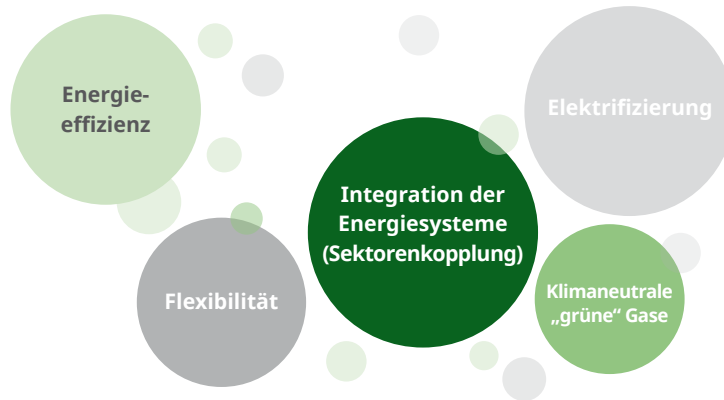 Energie-
effizienz
Elektrifizierung
Integration der
Energiesysteme
(Sektorenkopplung)
Flexibilität
Klimaneutrale
„grüne“ Gase